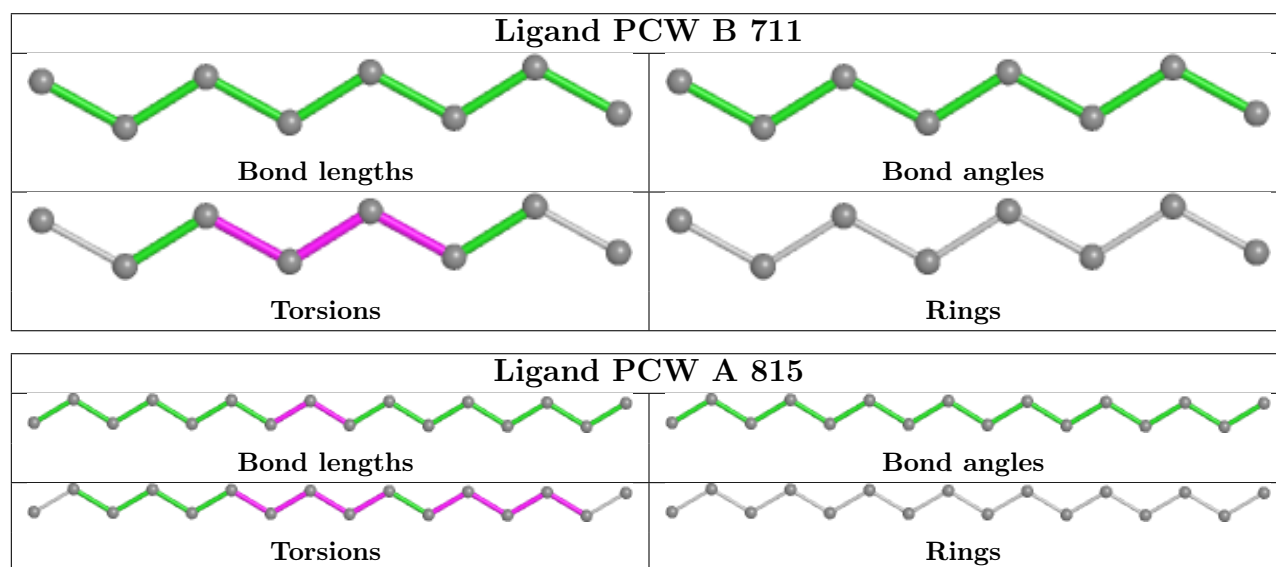 Ligand PCW B 711
Bond lengths
Bond angles
Torsions
Rings
Ligand PCW A 815
Bond lengths
Bond angles
Torsions
Rings